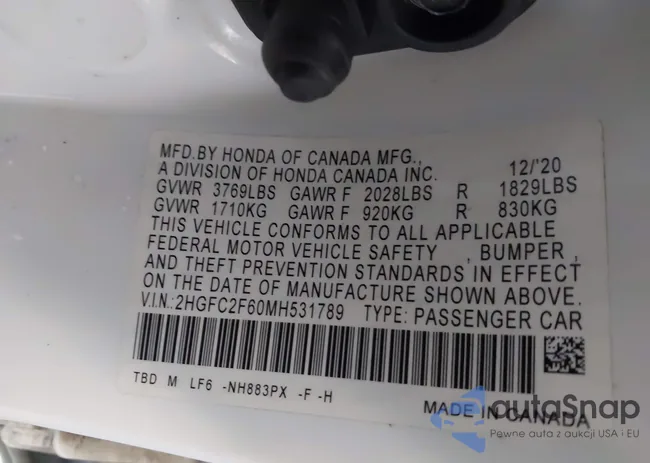 MFD.BY HONDA OF CANADA MFG.,
A DIVISION OF HONDA CANADA INC. 12/'20
GVWR 3769LBS GAWR F 2028LBS R 1829LBS
GVWR 1710KG GAWR F 920KG R 830KG
THIS VEHICLE CONFORMS TO ALL APPLICABLE
FEDERAL MOTOR VEHICLE SAFETY , BUMPER ,
AND THEFT PREVENTION STANDARDS IN EFFECT
ON THE DATE OF MANUFACTURE SHOWN ABOVE.
V.I.N.:2HGFC2F60MH531789 TYPE: PASSENGER CAR
TBD M LF6 -NH883PX -F -H
MADE IN CANADA
autoSnap
Pewne auta z aukcji USA i EU